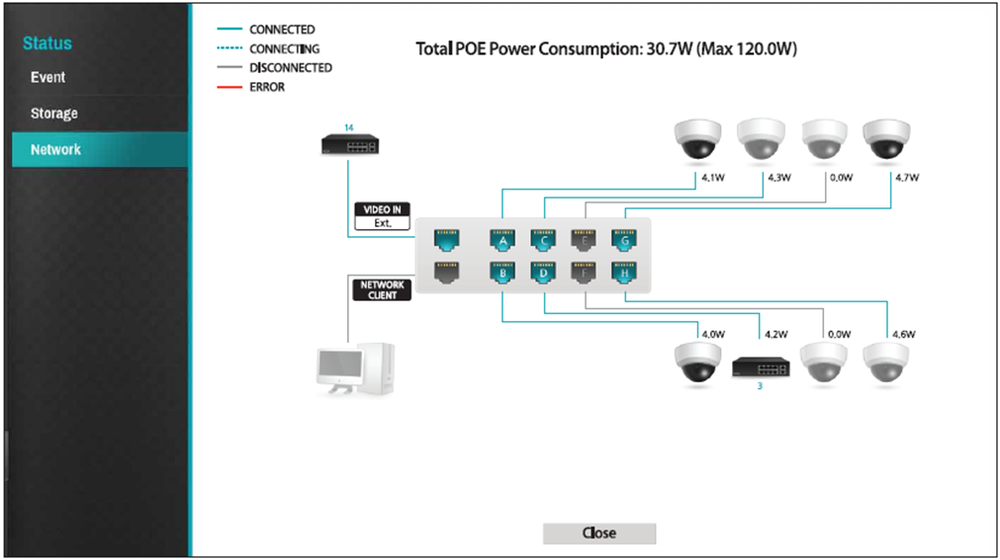 Status
Event
Storage
Network
CONNECTED
CONNECTING
DISCONNECTED
ERROR
Total POE Power Consumption: 30.7W (Max 120.0W)
14
4.1W 4.3W 0.0W 4.7W
VIDEO IN
Ext.
A C E G
B D F H
NETWORK
CLIENT
4.0W 4.2W 0.0W 4.6W
3
Close